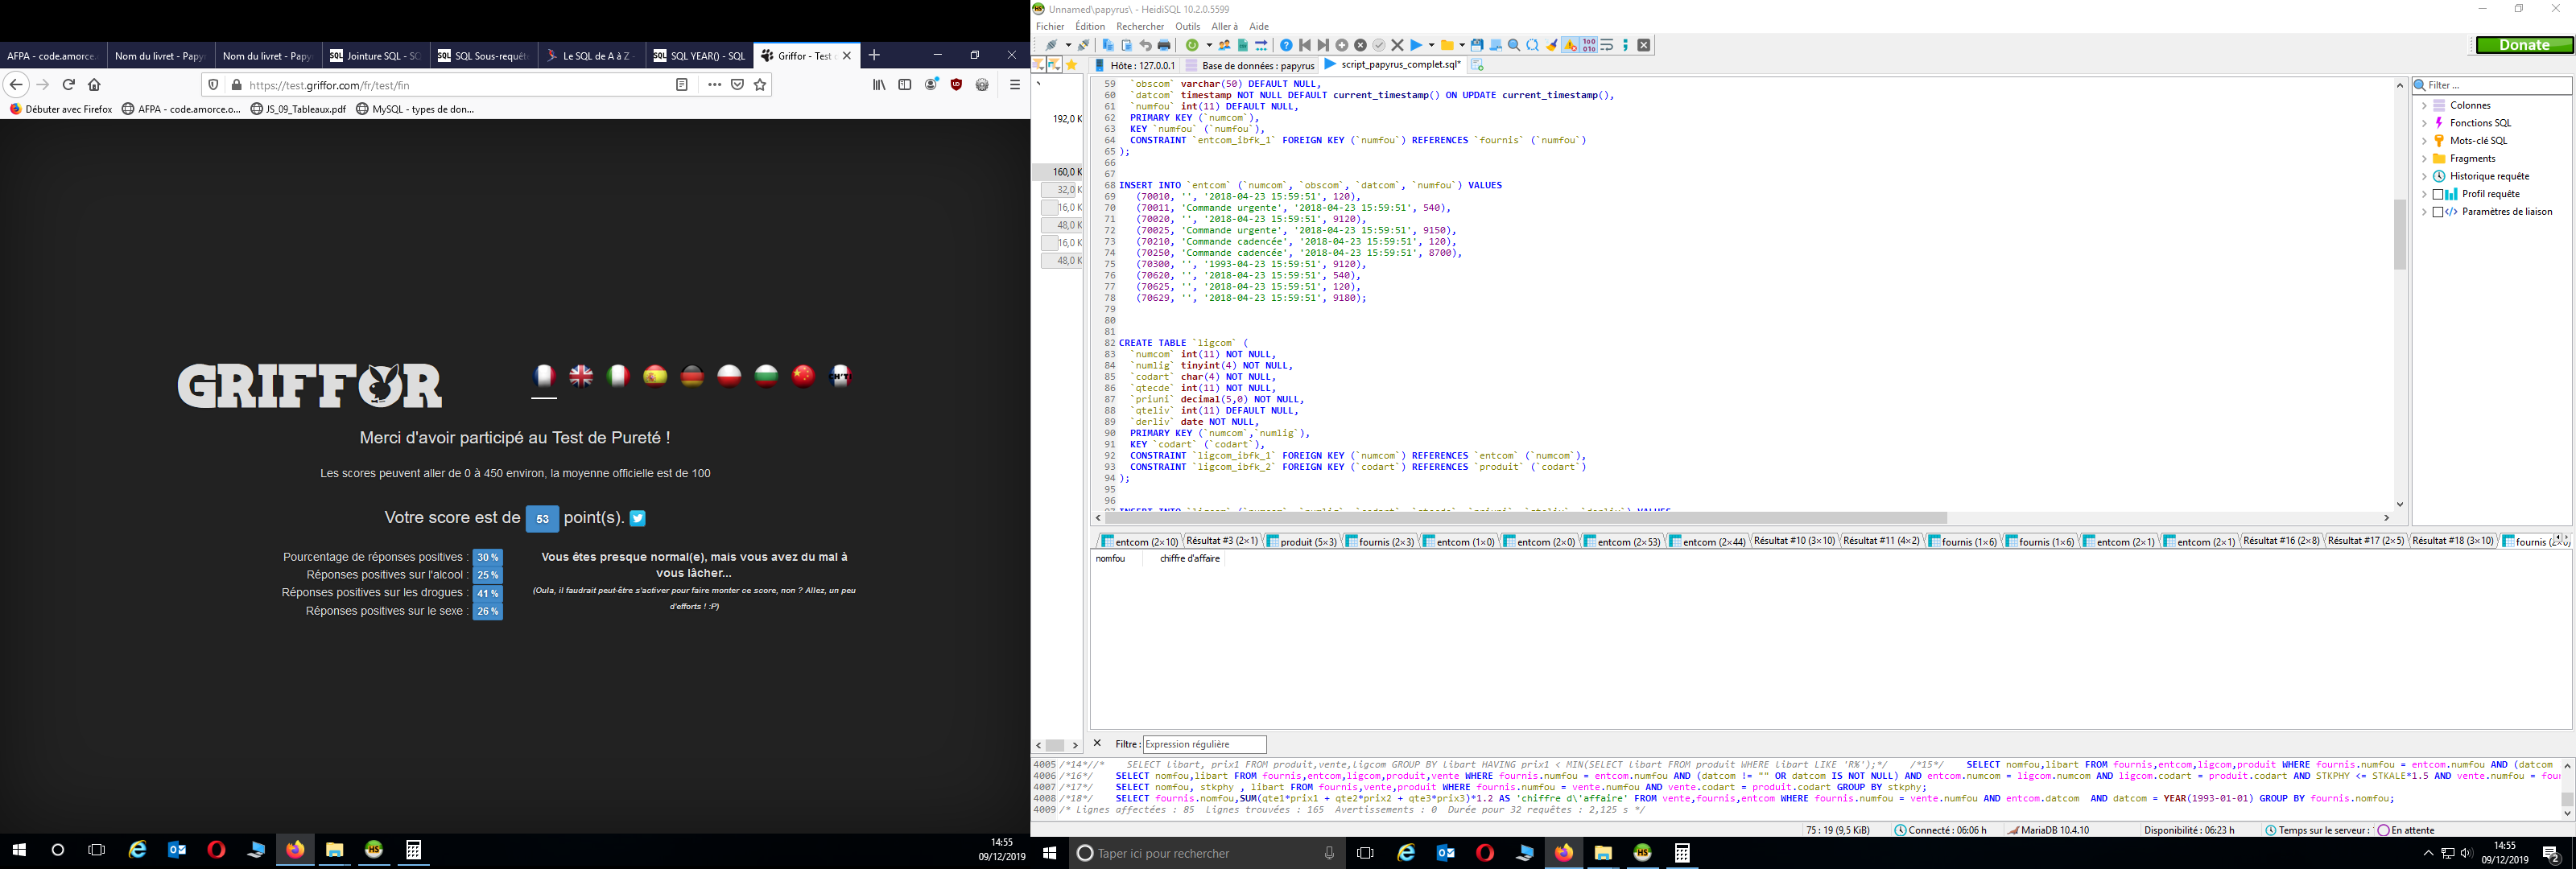 AFPA - code.amorce.
Nom du livret - Papy
Nom du livret - Papy
SQL Jointure SQL - SQ
SQL SQL Sous-requête
Le SQL de A à Z -
SQL SQL YEAR() - SQL
Griffor - Test d
https://test.griffor.com/fr/test/fin
Débuter avec Firefox
AFPA - code.amorce.o...
JS_09_Tableaux.pdf
MySQL - types de don...
GRIFFOR
CH'TI
Merci d'avoir participé au Test de Pureté !
Les scores peuvent aller de 0 à 450 environ, la moyenne officielle est de 100
Votre score est de 53 point(s).
Pourcentage de réponses positives : 30 %
Réponses positives sur l'alcool : 25 %
Réponses positives sur les drogues : 41 %
Réponses positives sur le sexe : 26 %
Vous êtes presque normal(e), mais vous avez du mal à
vous lâcher...
(Oula, il faudrait peut-être s'activer pour faire monter ce score, non ? Allez, un peu
d'efforts ! :P)
14:55
09/12/2019
Unnamed\papyrus\ - HeidiSQL 10.2.0.5599
Fichier Édition Rechercher Outils Aller à Aide
Donate
Hôte : 127.0.0.1
Base de données : papyrus
script_papyrus_complet.sql*
192,0 K
160,0 K
32,0 K
16,0 K
48,0 K
16,0 K
48,0 K
59 `obscom` varchar(50) DEFAULT NULL,
60 `datcom` timestamp NOT NULL DEFAULT current_timestamp() ON UPDATE current_timestamp(),
61 `numfou` int(11) DEFAULT NULL,
62 PRIMARY KEY (`numcom`),
63 KEY `numfou` (`numfou`),
64 CONSTRAINT `entcom_ibfk_1` FOREIGN KEY (`numfou`) REFERENCES `fournis` (`numfou`)
65 );
66
67
68 INSERT INTO `entcom` (`numcom`, `obscom`, `datcom`, `numfou`) VALUES
69 (70010, '', '2018-04-23 15:59:51', 120),
70 (70011, 'Commande urgente', '2018-04-23 15:59:51', 540),
71 (70020, '', '2018-04-23 15:59:51', 9120),
72 (70025, 'Commande urgente', '2018-04-23 15:59:51', 9150),
73 (70210, 'Commande cadencée', '2018-04-23 15:59:51', 120),
74 (70250, 'Commande cadencée', '2018-04-23 15:59:51', 8700),
75 (70300, '', '1993-04-23 15:59:51', 9120),
76 (70620, '', '2018-04-23 15:59:51', 540),
77 (70625, '', '2018-04-23 15:59:51', 120),
78 (70629, '', '2018-04-23 15:59:51', 9180);
79
80
81
82 CREATE TABLE `ligcom` (
83 `numcom` int(11) NOT NULL,
84 `numlig` tinyint(4) NOT NULL,
85 `codart` char(4) NOT NULL,
86 `qtecde` int(11) NOT NULL,
87 `priuni` decimal(5,0) NOT NULL,
88 `qteliv` int(11) DEFAULT NULL,
89 `derliv` date NOT NULL,
90 PRIMARY KEY (`numcom`,`numlig`),
91 KEY `codart` (`codart`),
92 CONSTRAINT `ligcom_ibfk_1` FOREIGN KEY (`numcom`) REFERENCES `entcom` (`numcom`),
93 CONSTRAINT `ligcom_ibfk_2` FOREIGN KEY (`codart`) REFERENCES `produit` (`codart`)
94 );
95
96
97 INSERT INTO `ligcom` (`numcom`, `numlig`, `codart`, `qtecde`, `priuni`, `qteliv`, `derliv`) VALUES
Filter ...
Colonnes
Fonctions SQL
Mots-clé SQL
Fragments
Historique requête
Profil requête
Paramètres de liaison
entcom (2×10) Résultat #3 (2×1) produit (5×3) fournis (2×3) entcom (1×0) entcom (2×0) entcom (2×53) entcom (2×44) Résultat #10 (3×10) Résultat #11 (4×2) fournis (1×6) fournis (1×6) entcom (2×1) entcom (2×1) Résultat #16 (2×8) Résultat #17 (2×5) Résultat #18 (3×10) fournis (2×0)
nomfou chiffre d'affaire
Filtre : Expression régulière
4005 /*14*//* SELECT libart, prix1 FROM produit,vente,ligcom GROUP BY libart HAVING prix1 < MIN(SELECT libart FROM produit WHERE libart LIKE 'R%');*/ /*15*/ SELECT nomfou,libart FROM fournis,entcom,ligcom,produit WHERE fournis.numfou = entcom.numfou AND (datcom
4006 /*16*/ SELECT nomfou,libart FROM fournis,entcom,ligcom,produit,vente WHERE fournis.numfou = entcom.numfou AND (datcom != "" OR datcom IS NOT NULL) AND entcom.numcom = ligcom.numcom AND ligcom.codart = produit.codart AND STKPHY <= STKALE*1.5 AND vente.numfou = four
4007 /*17*/ SELECT nomfou, stkphy , libart FROM fournis,vente,produit WHERE fournis.numfou = vente.numfou AND vente.codart = produit.codart GROUP BY stkphy;
4008 /*18*/ SELECT fournis.nomfou,SUM(qte1*prix1 + qte2*prix2 + qte3*prix3)*1.2 AS 'chiffre d\'affaire' FROM vente,fournis,entcom WHERE fournis.numfou = vente.numfou AND entcom.datcom AND datcom = YEAR(1993-01-01) GROUP BY fournis.nomfou;
4009 /* Lignes affectées : 85 Lignes trouvées : 165 Avertissements : 0 Durée pour 32 requêtes : 2,125 s */
75 : 19 (9,5 KiB)
Connecté : 06:06 h
MariaDB 10.4.10
Disponibilité : 06:23 h
Temps sur le serveur :
En attente
Taper ici pour rechercher
14:55
09/12/2019
2